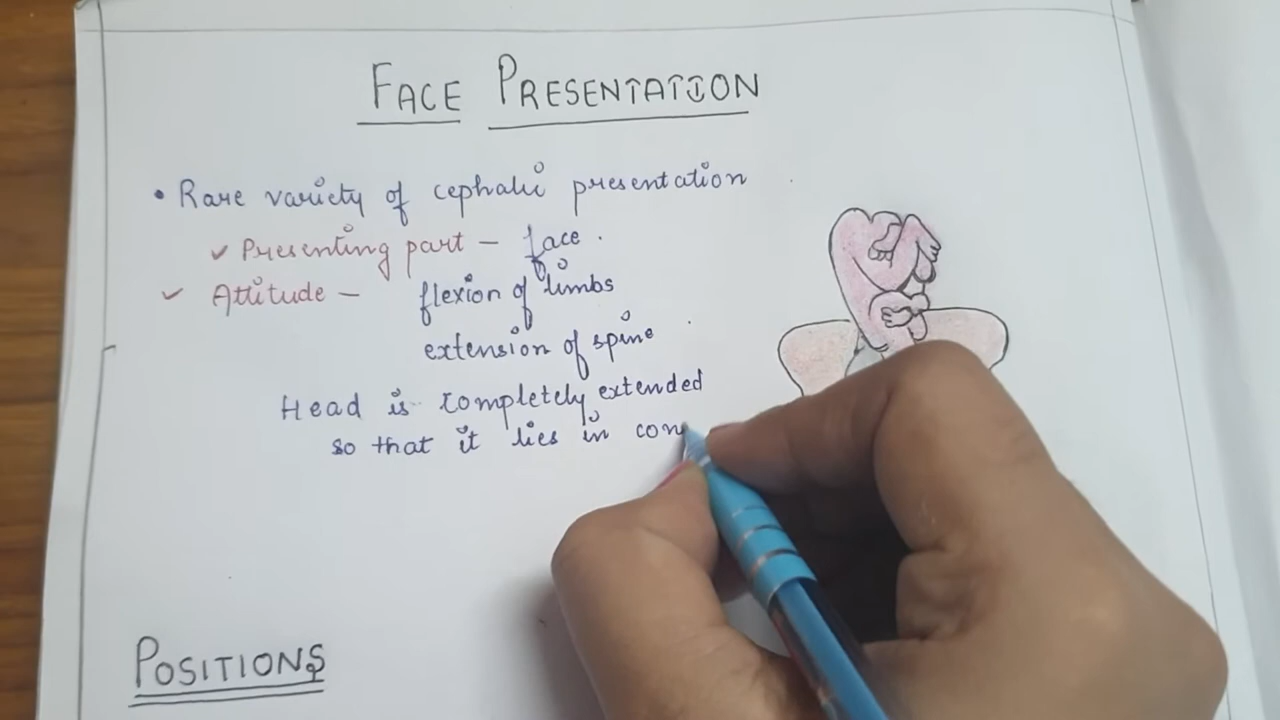 FACE PRESENTATION
• Rare variety of cephalic presentation
✓ Presenting part – face.
✓ Attitude – flexion of limbs
extension of spine
Head is completely extended
so that it lies in con
POSITIONS